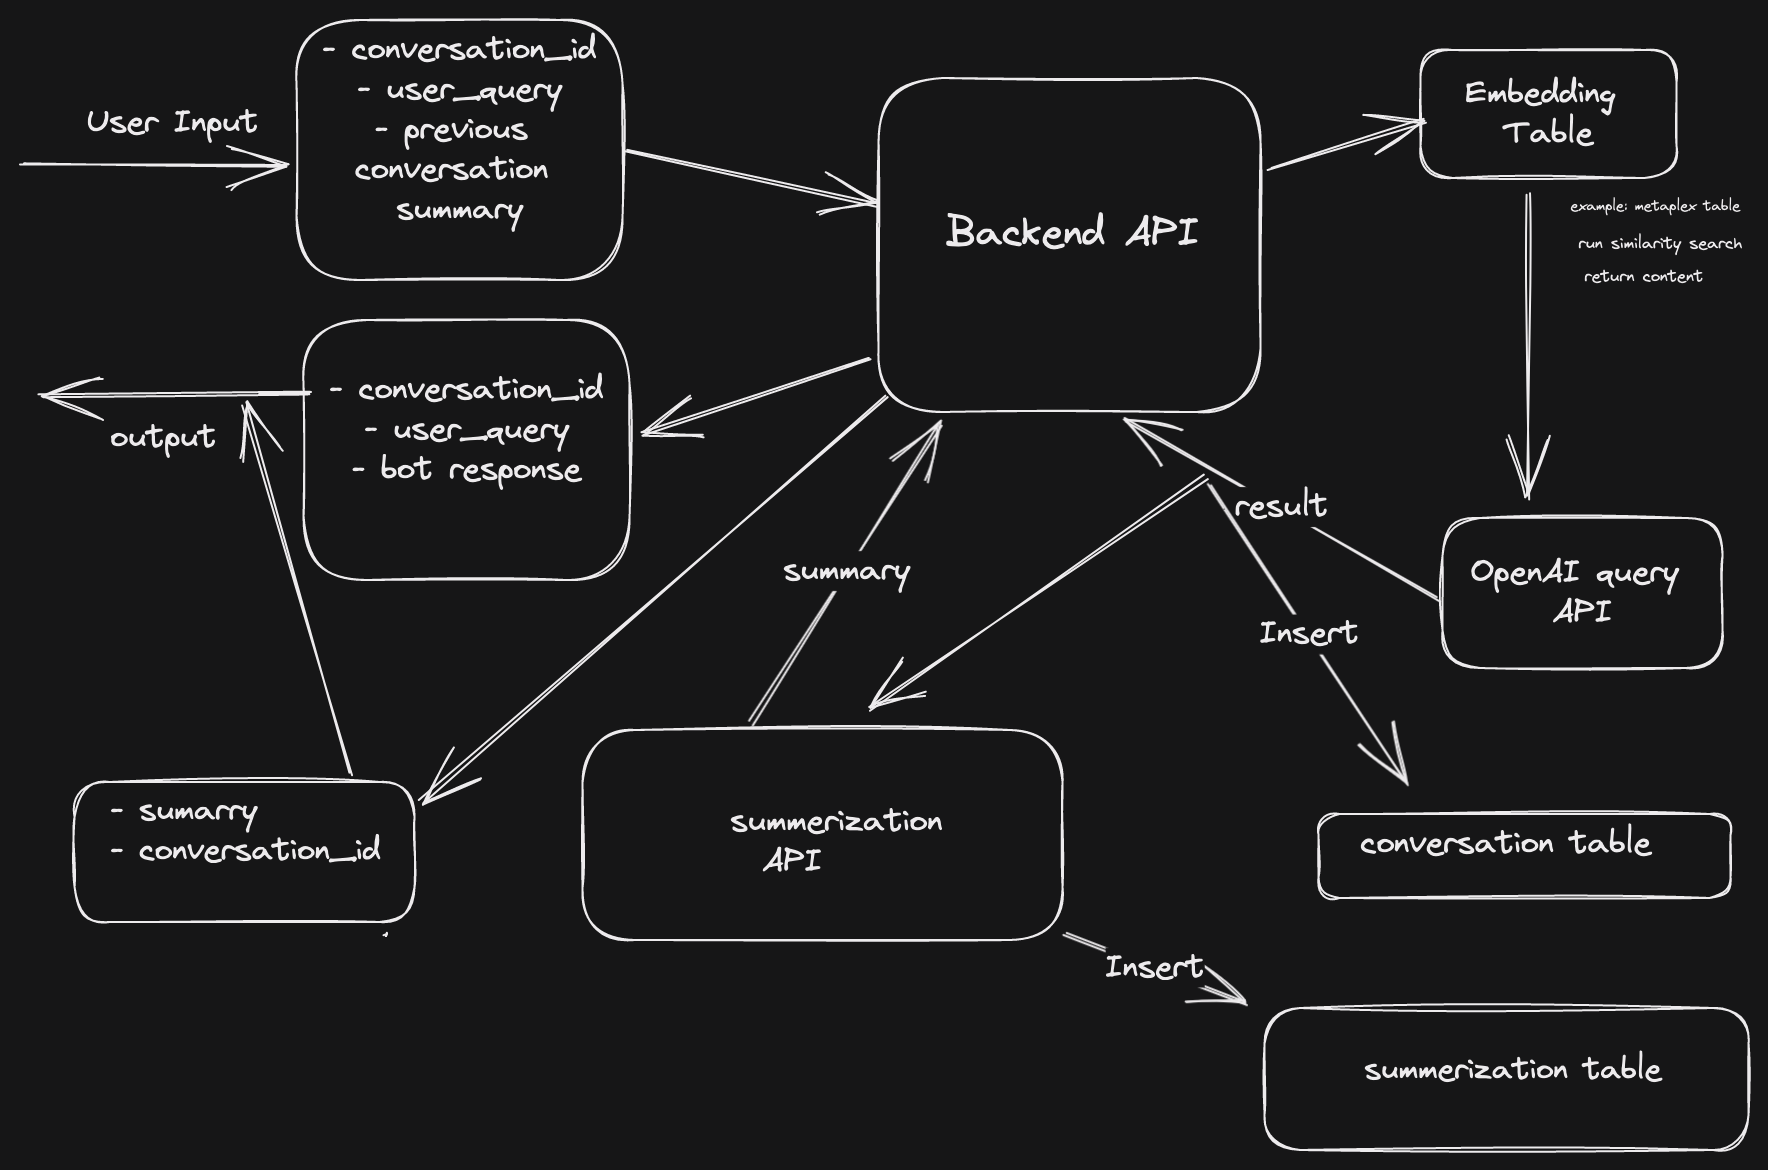 User Input
- conversation_id
- user_query
- previous
conversation
summary
Backend API
Embedding
Table
example: metaplex table
run similarity search
return content
output
- conversation_id
- user_query
- bot response
summary
result
Insert
OpenAI query
API
- sumarry
- conversation_id
summerization
API
conversation table
Insert
summerization table